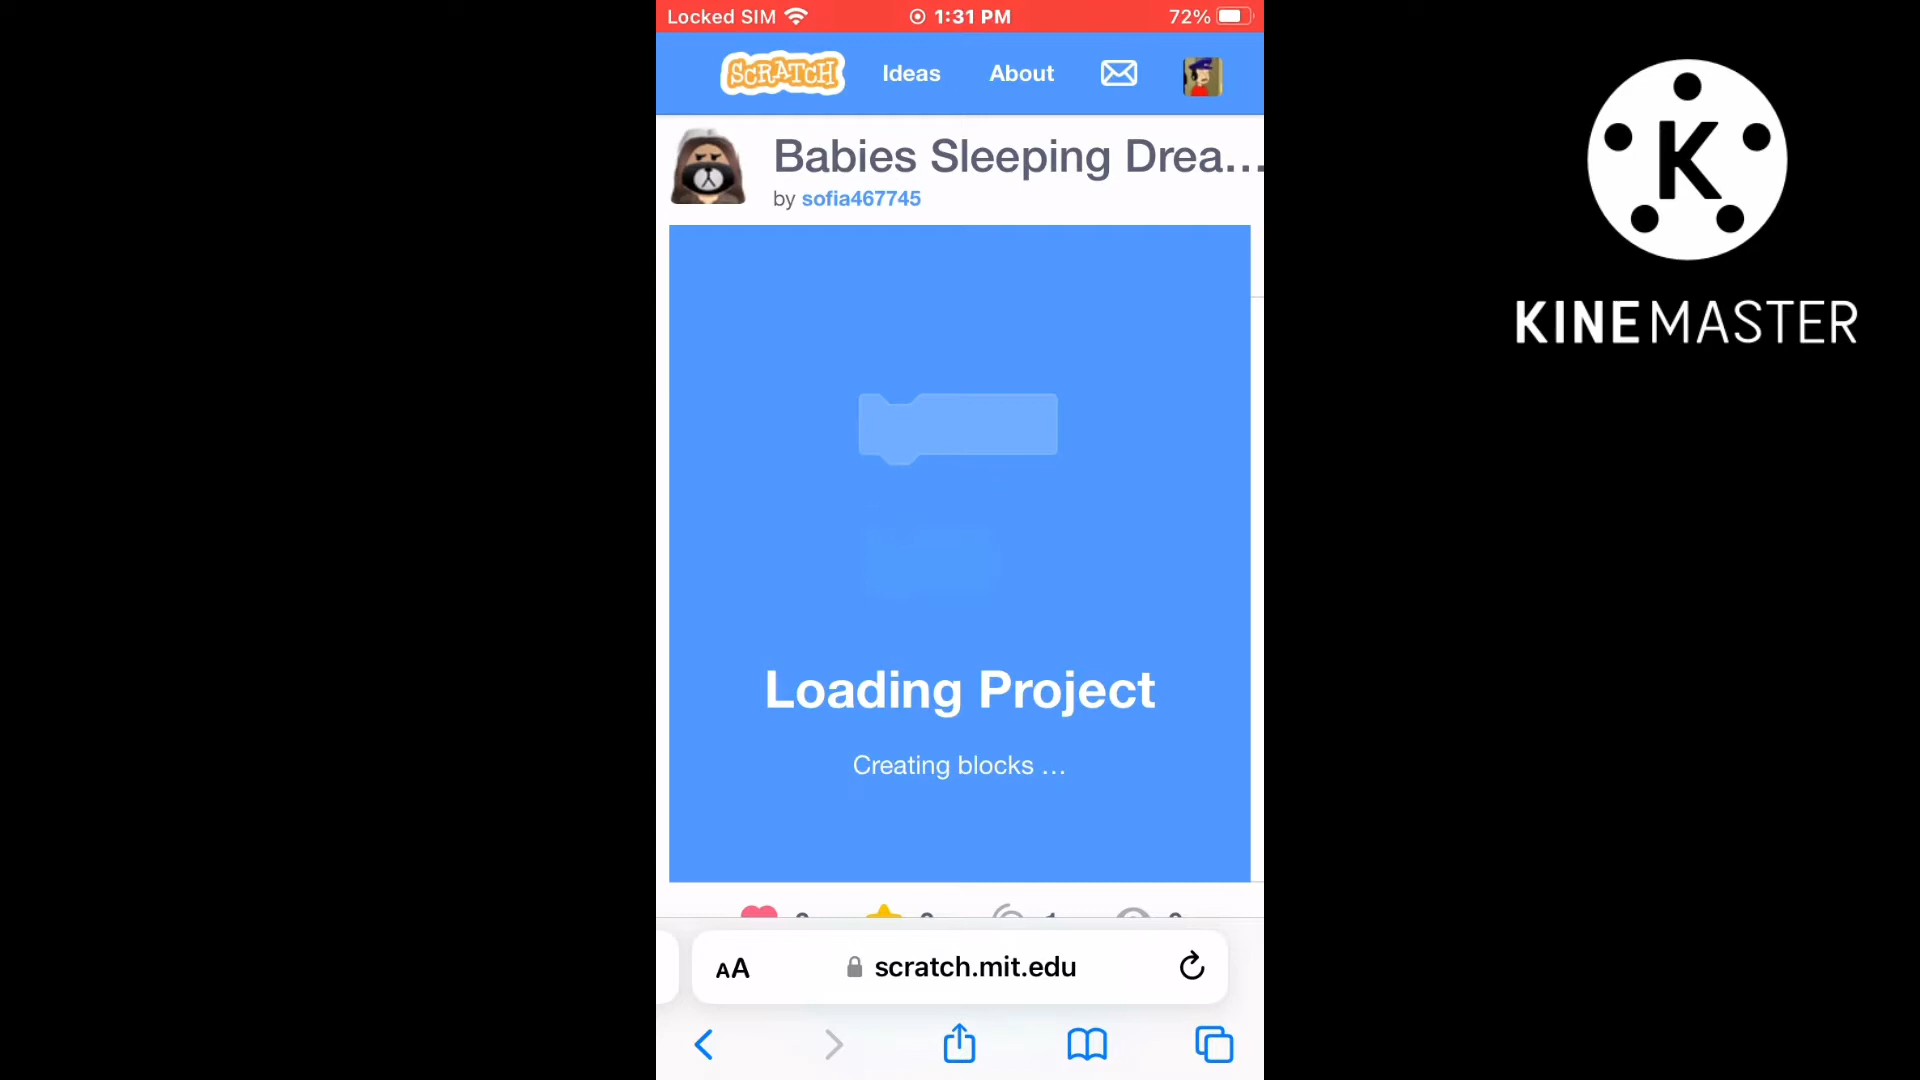 Locked SIM 1:31 PM 72%
SCRATCH Ideas About
Babies Sleeping Drea...
by sofia467745
Loading Project
Creating blocks ...
AA scratch.mit.edu
K
KINEMASTER